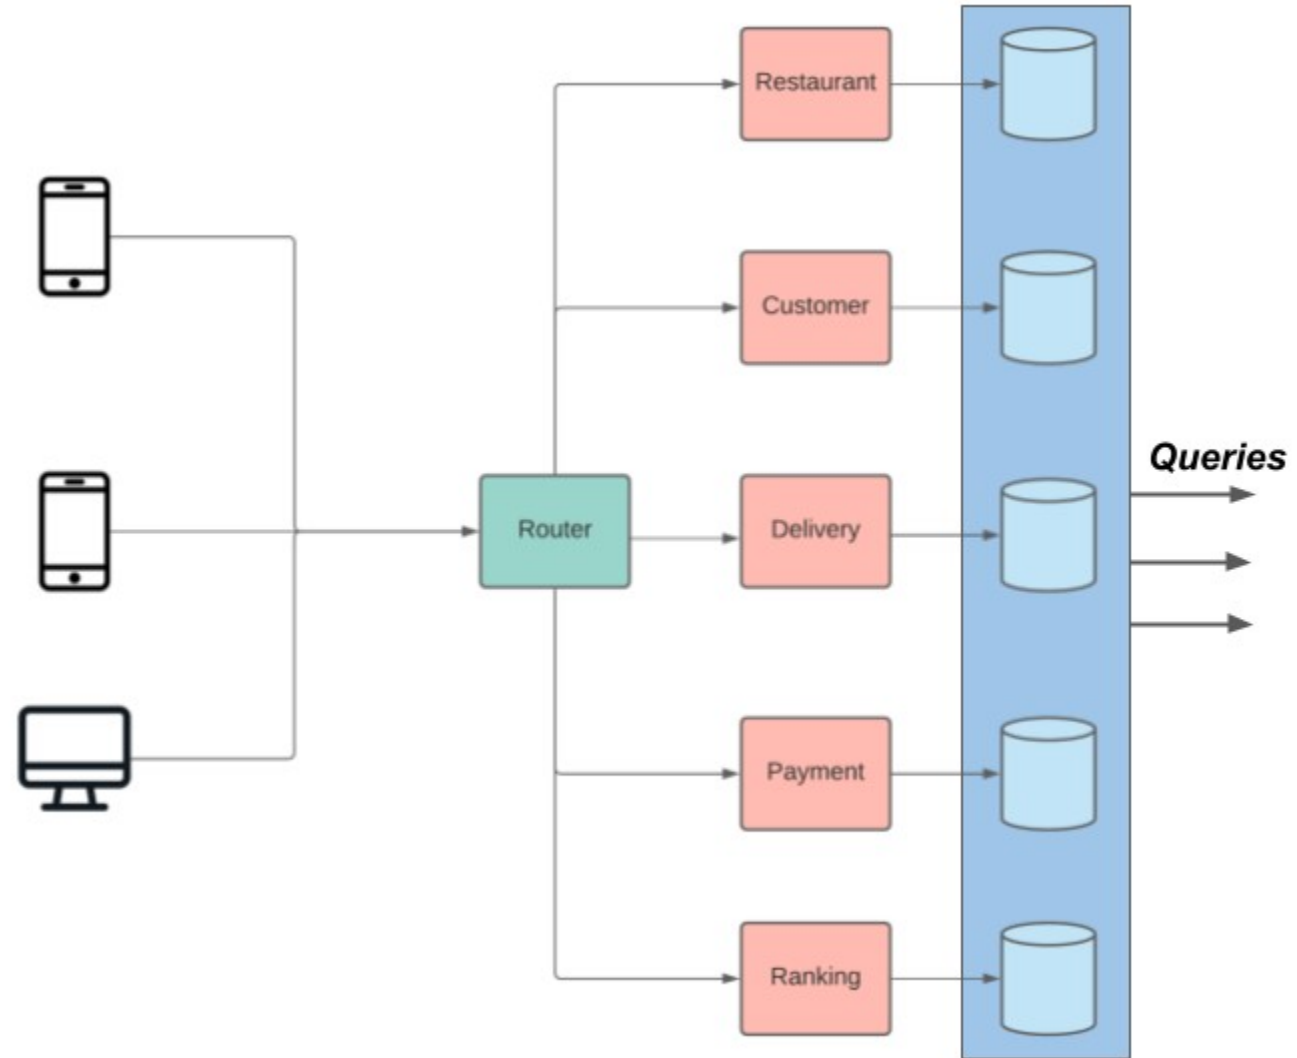 Restaurant
Customer
Queries
Router
Delivery
Payment
Ranking